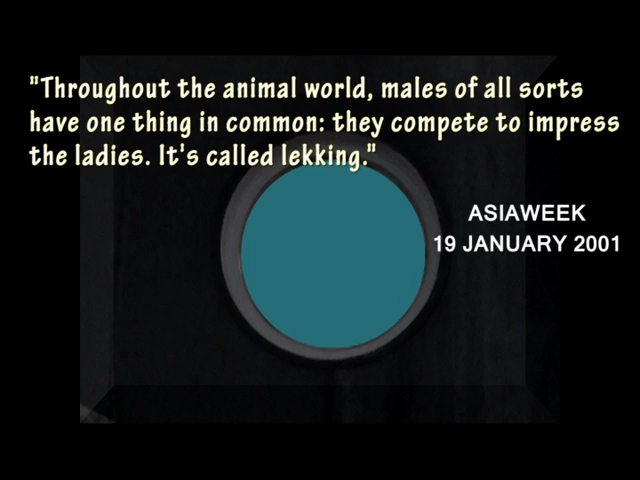 "Throughout the animal world, males of all sorts
have one thing in common: they compete to impress
the ladies. It's called lekking."
ASIAWEEK
19 JANUARY 2001